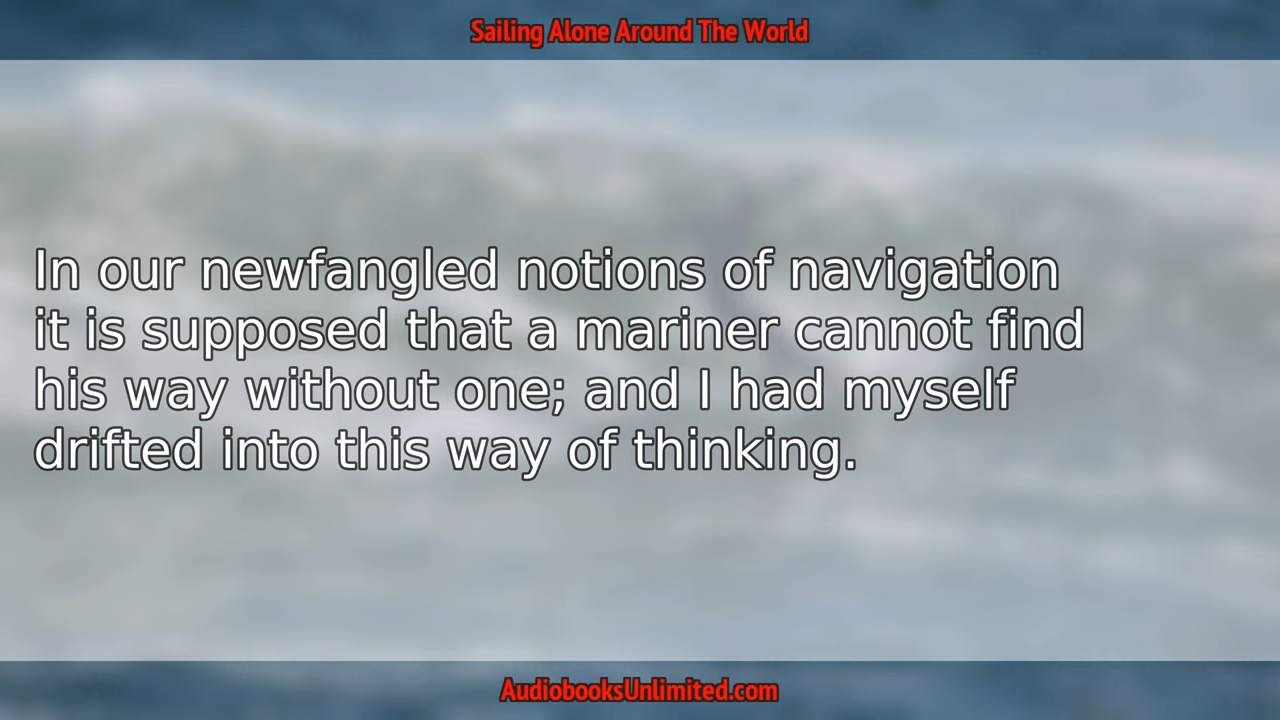 Sailing Alone Around The World
In our newfangled notions of navigation
it is supposed that a mariner cannot find
his way without one; and I had myself
drifted into this way of thinking.
AudiobooksUnlimited.com